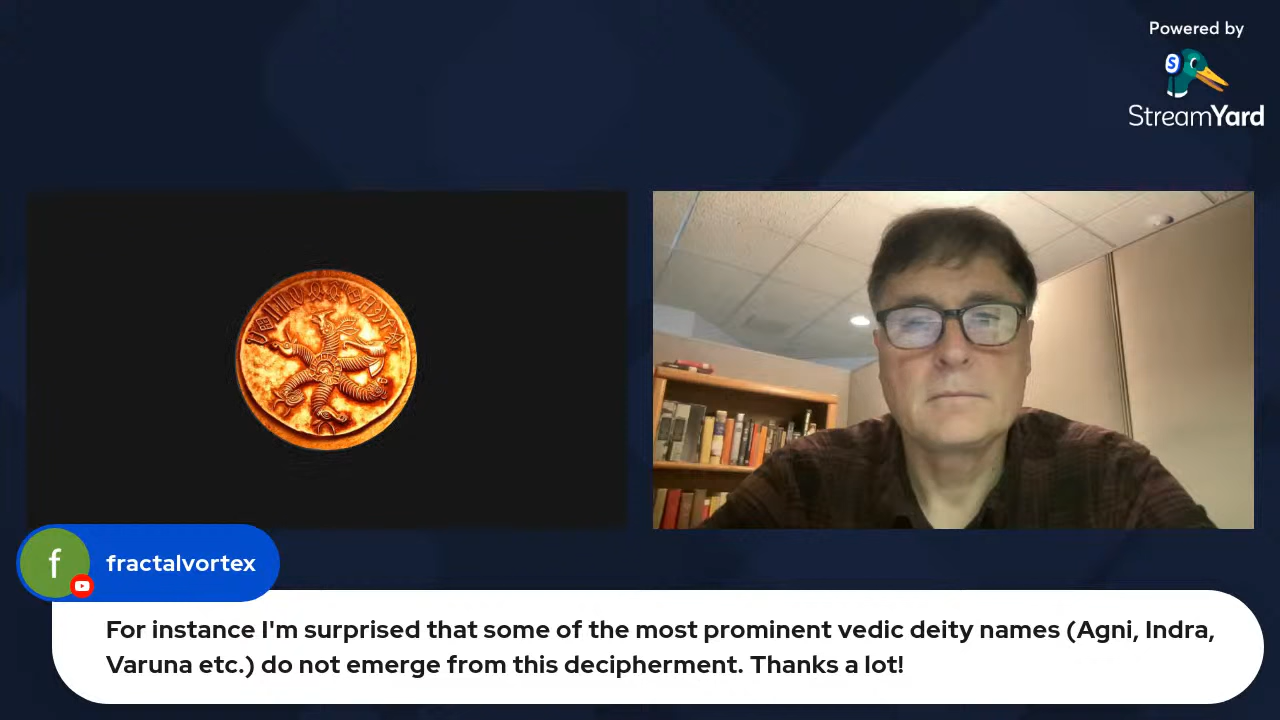 Powered by
S
StreamYard
f
fractalvortex
For instance I'm surprised that some of the most prominent vedic deity names (Agni, Indra,
Varuna etc.) do not emerge from this decipherment. Thanks a lot!